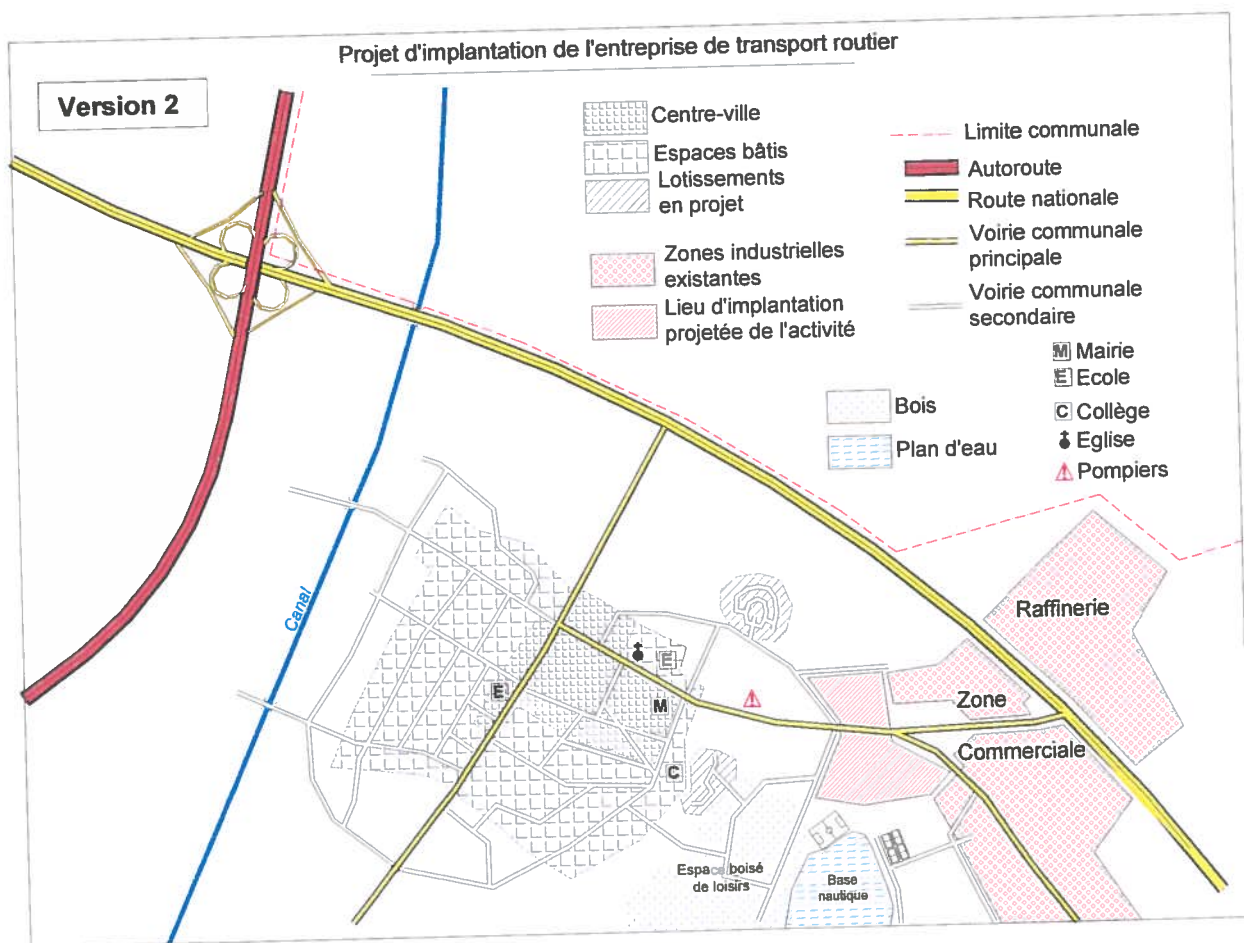 Projet d'implantation de l'entreprise de transport routier
Version 2
Centre-ville
Espaces bâtis
Lotissements
en projet
Zones industrielles
existantes
Lieu d'implantation
projetée de l'activité
Limite communale
Autoroute
Route nationale
Voirie communale
principale
Voirie communale
secondaire
M Mairie
E Ecole
C Collège
Eglise
Pompiers
Bois
Plan d'eau
Canal
Raffinerie
Zone
Commerciale
E
E
M
C
Espace boisé
de loisirs
Base
nautique